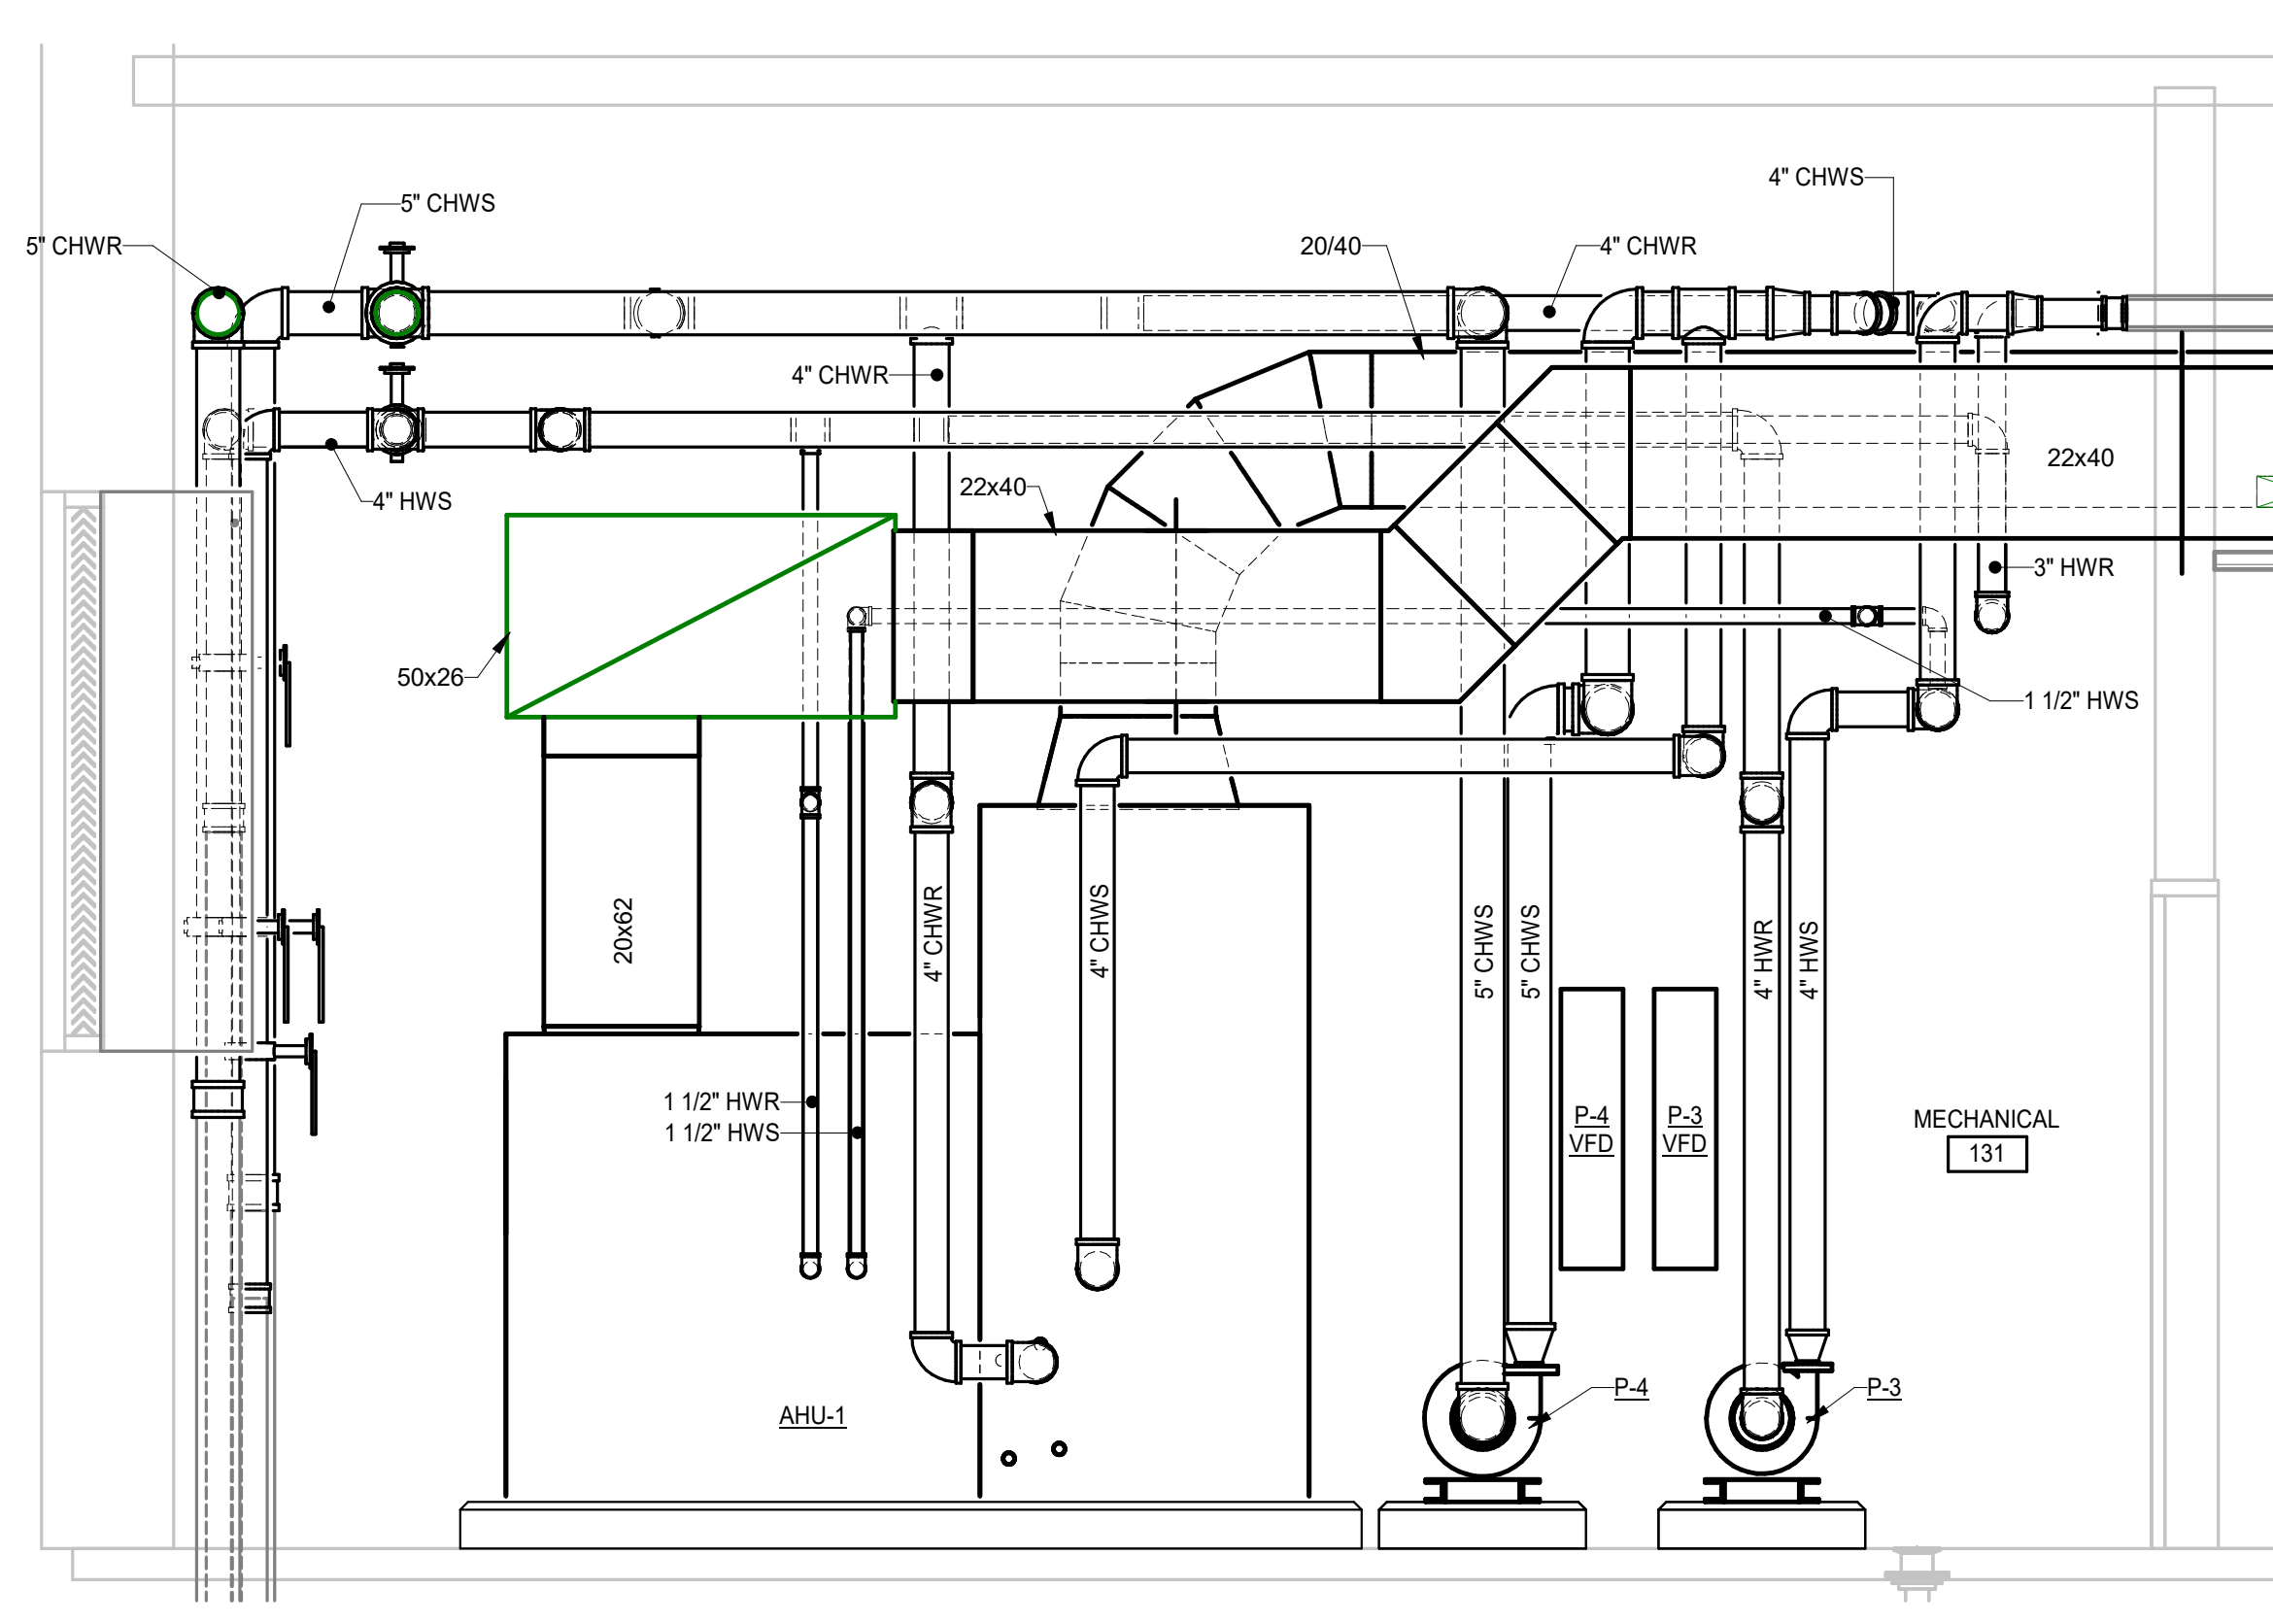 4" CHWS
5" CHWS
5" CHWR
20/40
4" CHWR
4" CHWR
22x40
22x40
4" HWS
3" HWR
50x26
1 1/2" HWS
20x62
4" CHWR
4" CHWS
5" CHWS
5" CHWS
4" HWR
4" HWS
1 1/2" HWR
1 1/2" HWS
P-4
VFD
P-3
VFD
MECHANICAL
131
AHU-1
P-4
P-3